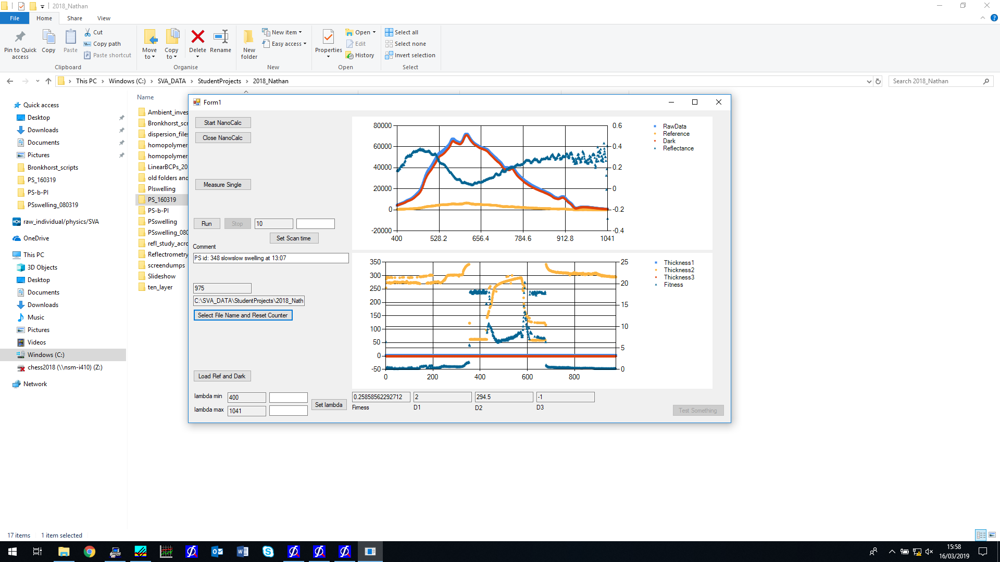 2018_Nathan
File Home Share View
Pin to Quick access
Copy
Paste
Cut
Copy path
Paste shortcut
Clipboard
Move to
Copy to
Delete
Rename
Organise
New folder
New item
Easy access
New
Properties
Open
Edit
History
Open
Select all
Select none
Invert selection
Select
This PC > Windows (C:) > SVA_DATA > StudentProjects > 2018_Nathan
Search 2018_Nathan
Quick access
Desktop
Downloads
Documents
Pictures
Bronkhorst_scripts
PS_160319
PS-b-PI
PSswelling_080319
raw_individual/physics/SVA
OneDrive
This PC
3D Objects
Desktop
Documents
Downloads
Music
Pictures
Videos
Windows (C:)
chess2018 (\\nsm-i410) (Z:)
Network
Name
Ambient_inves
Bronkhorst_scr
dispersion_files
homopolymer
homopolymer
LinearBCPs_20
old folders and
PIswelling
PS_160319
PS-b-PI
PSswelling
PSswelling_080
refl_study_acro
Reflectrometry
screendumps
Slideshow
ten_layer
Form1
Start NanoCalc
Close NanoCalc
Measure Single
Run
Stop
10
Set Scan time
Comment
PS id: 348 slowslow swelling at 13:07
975
C:\SVA_DATA\StudentProjects\2018_Nath
Select File Name and Reset Counter
Load Ref and Dark
lambda min 400
lambda max 1041
Set lambda
80000
60000
40000
20000
0
-20000
0.6
0.4
0.2
0
-0.2
-0.4
400 528.2 656.4 784.6 912.8 1041
RawData
Reference
Dark
Reflectance
350
300
250
200
150
100
50
0
-50
25
20
15
10
5
0
0 200 400 600 800
Thickness1
Thickness2
Thickness3
Fitness
0.25858562292712 2 294.5 -1
Firness D1 D2 D3
Test Something
17 items 1 item selected
15:58
16/03/2019